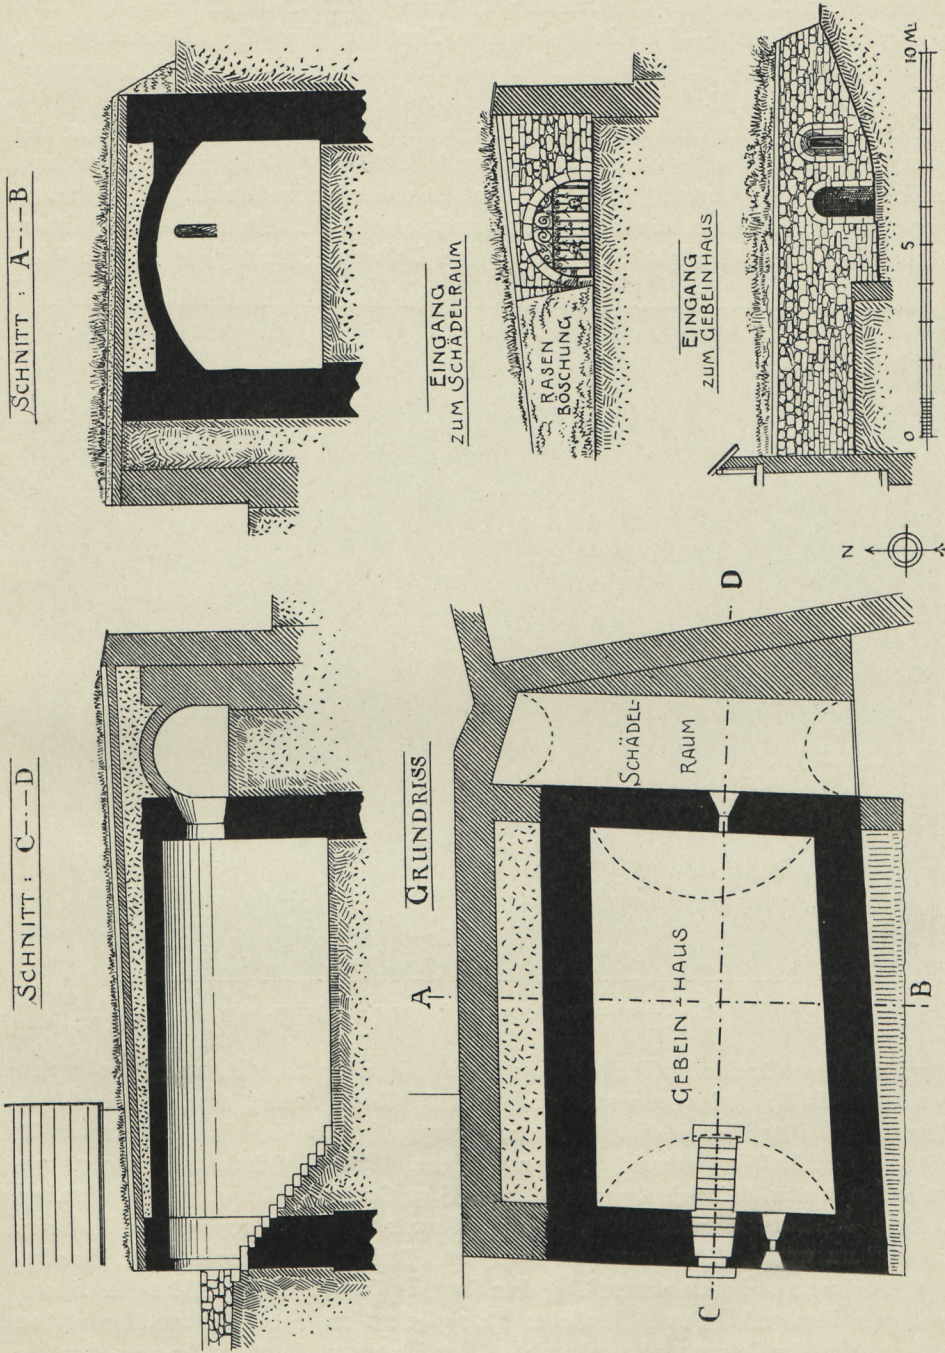 SCHNITT : C---D
SCHNITT : A---B
GRUNDRISS
A
GEBEIN-HAUS
SCHÄDEL-
RAUM
C
D
B
N
EINGANG
ZUM SCHÄDELRAUM
RASEN-
BÖSCHUNG
EINGANG
ZUM GEBEINHAUS
0 5 10 M.